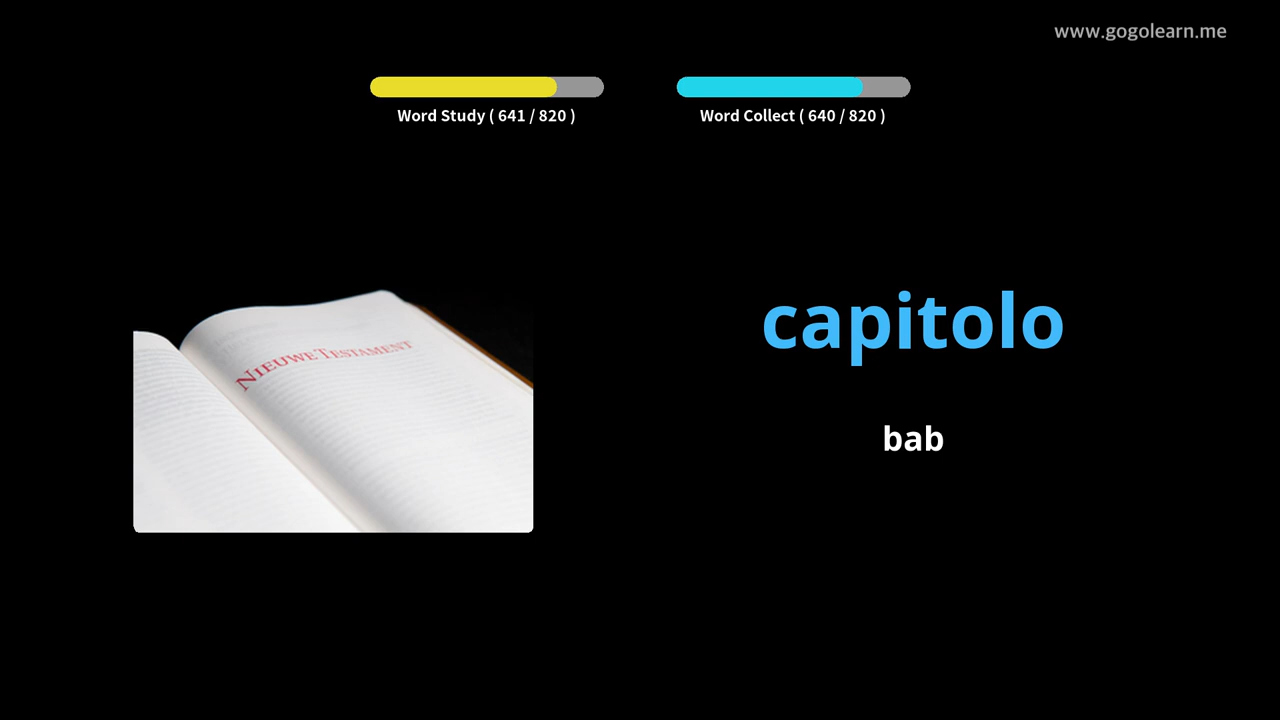 www.gogolearn.me
Word Study ( 641 / 820 )
Word Collect ( 640 / 820 )
NIEUWE TESTAMENT
capitolo
bab